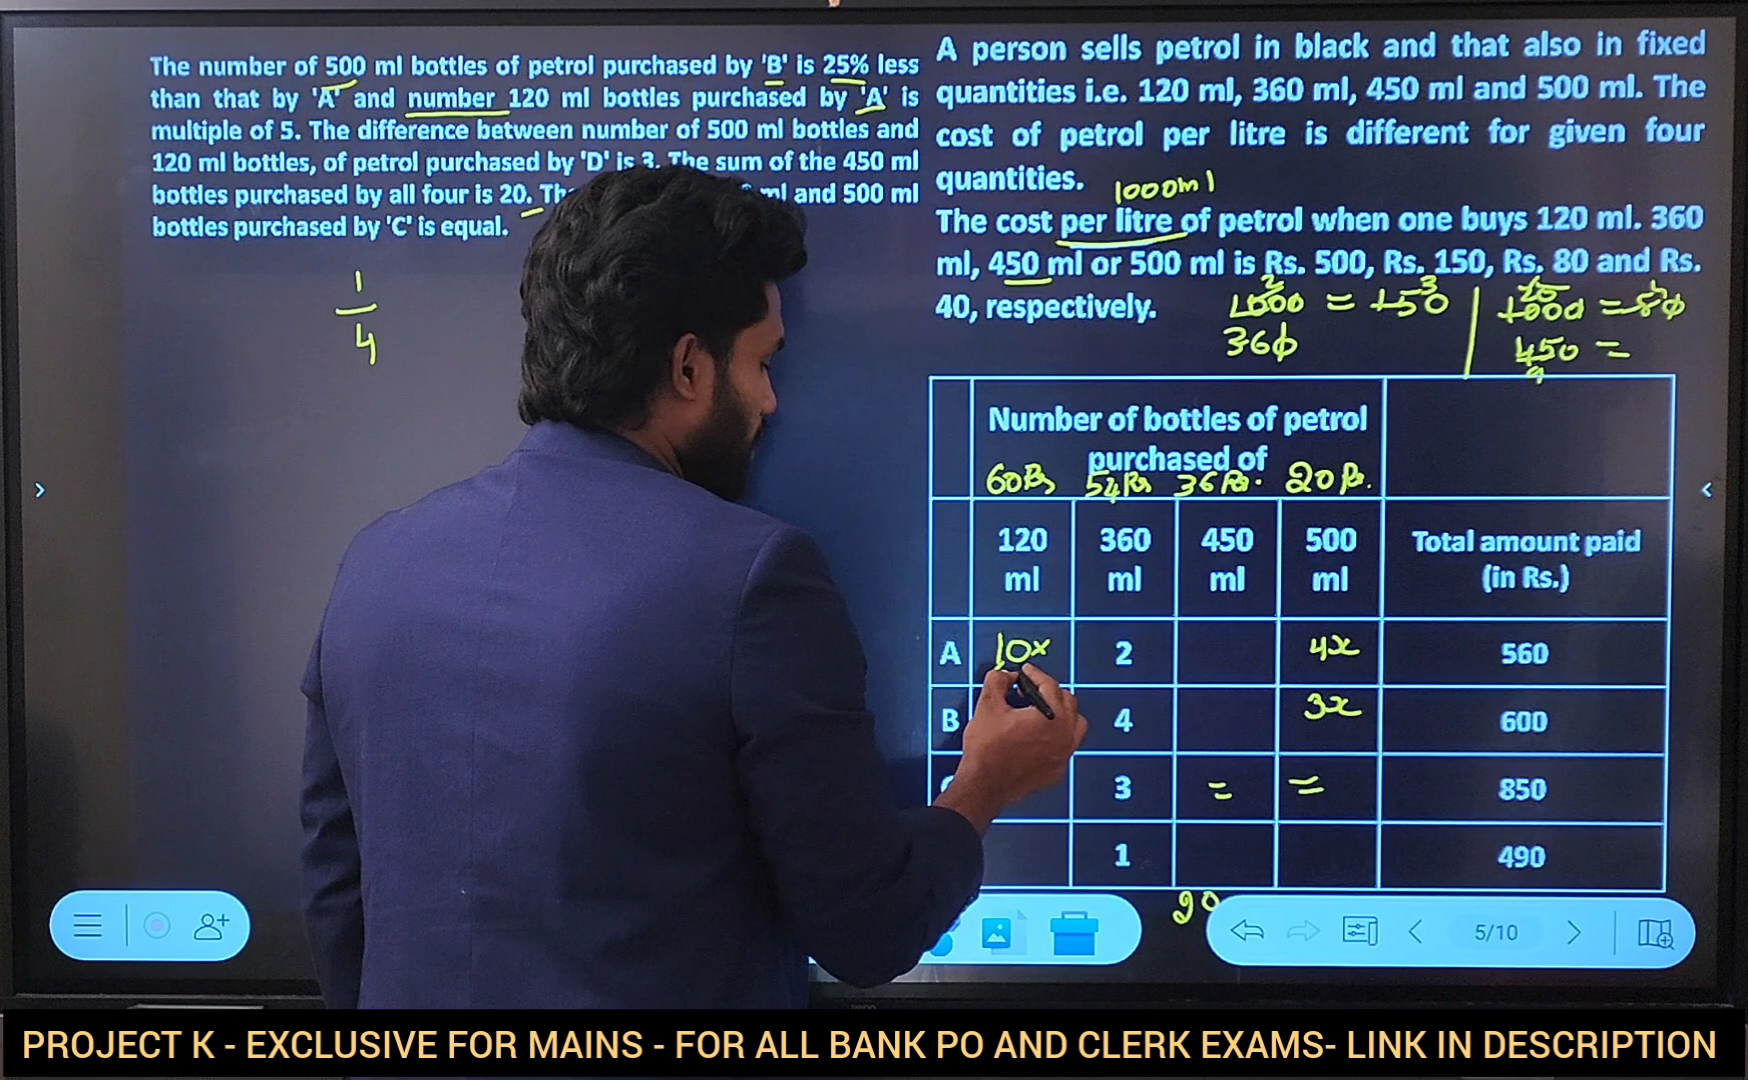 The number of 500 ml bottles of petrol purchased by 'B' is 25% less
than that by 'A' and number 120 ml bottles purchased by 'A' is
multiple of 5. The difference between number of 500 ml bottles and
120 ml bottles, of petrol purchased by 'D' is 3. The sum of the 450 ml
bottles purchased by all four is 20. ml and 500 ml
bottles purchased by 'C' is equal.
1
4
A person sells petrol in black and that also in fixed
quantities i.e. 120 ml, 360 ml, 450 ml and 500 ml. The
cost of petrol per litre is different for given four
quantities. 1000ml
The cost per litre of petrol when one buys 120 ml. 360
ml, 450 ml or 500 ml is Rs. 500, Rs. 150, Rs. 80 and Rs.
40, respectively.
2 3
1000 = 150 1000 = 80
360 450 =
9
Number of bottles of petrol
purchased of
60Rs 54Rs 36Rs. 20Rs.
120 ml 360 ml 450 ml 500 ml Total amount paid (in Rs.)
A 10x 2 4x 560
B 4 3x 600
3 = = 850
1 490
20
5/10
PROJECT K - EXCLUSIVE FOR MAINS - FOR ALL BANK PO AND CLERK EXAMS- LINK IN DESCRIPTION